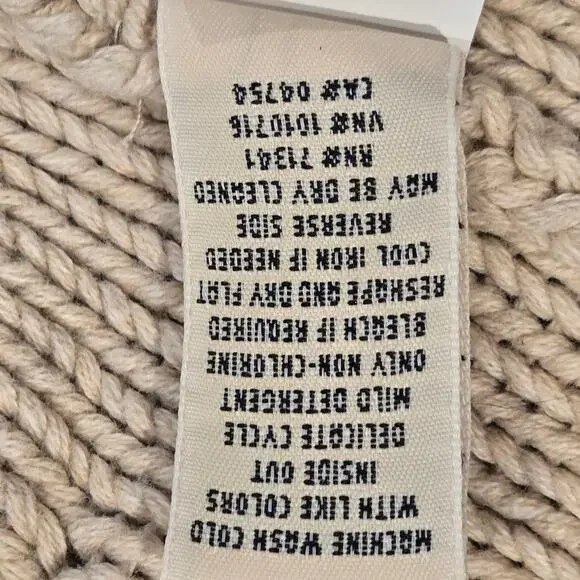 MACHINE WASH COLD
WITH LIKE COLORS
INSIDE OUT
DELICATE CYCLE
MILD DETERGENT
ONLY NON-CHLORINE
BLEACH IF REQUIRED
RESHAPE AND DRY FLAT
COOL IRON IF NEEDED
REVERSE SIDE
MAY BE DRY CLEANED
RN# 71341
VN# 1010716
CA# 04754